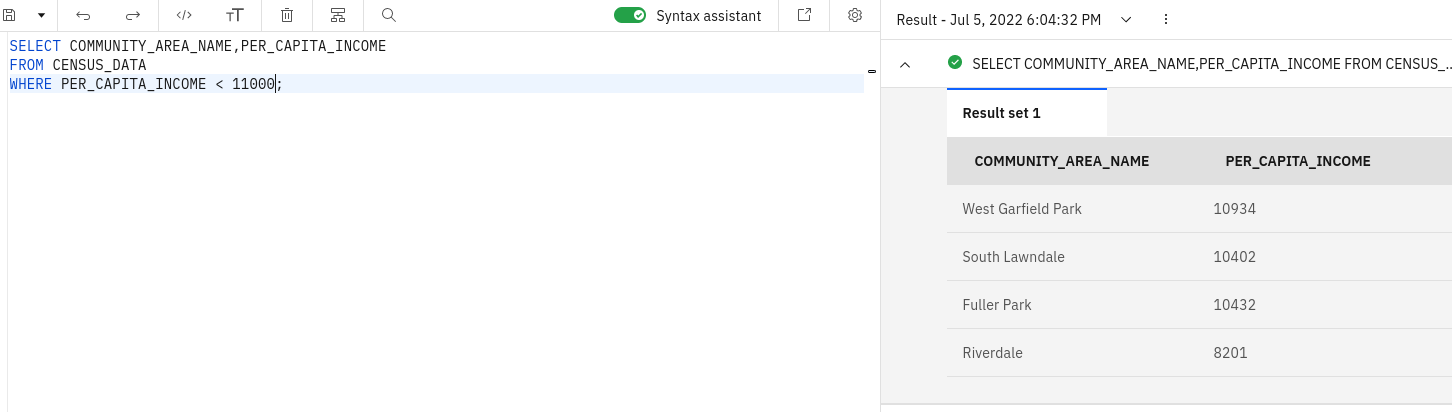 Syntax assistant
SELECT COMMUNITY_AREA_NAME,PER_CAPITA_INCOME
FROM CENSUS_DATA
WHERE PER_CAPITA_INCOME < 11000;
Result - Jul 5, 2022 6:04:32 PM
SELECT COMMUNITY_AREA_NAME,PER_CAPITA_INCOME FROM CENSUS_...
Result set 1
COMMUNITY_AREA_NAME PER_CAPITA_INCOME
West Garfield Park 10934
South Lawndale 10402
Fuller Park 10432
Riverdale 8201